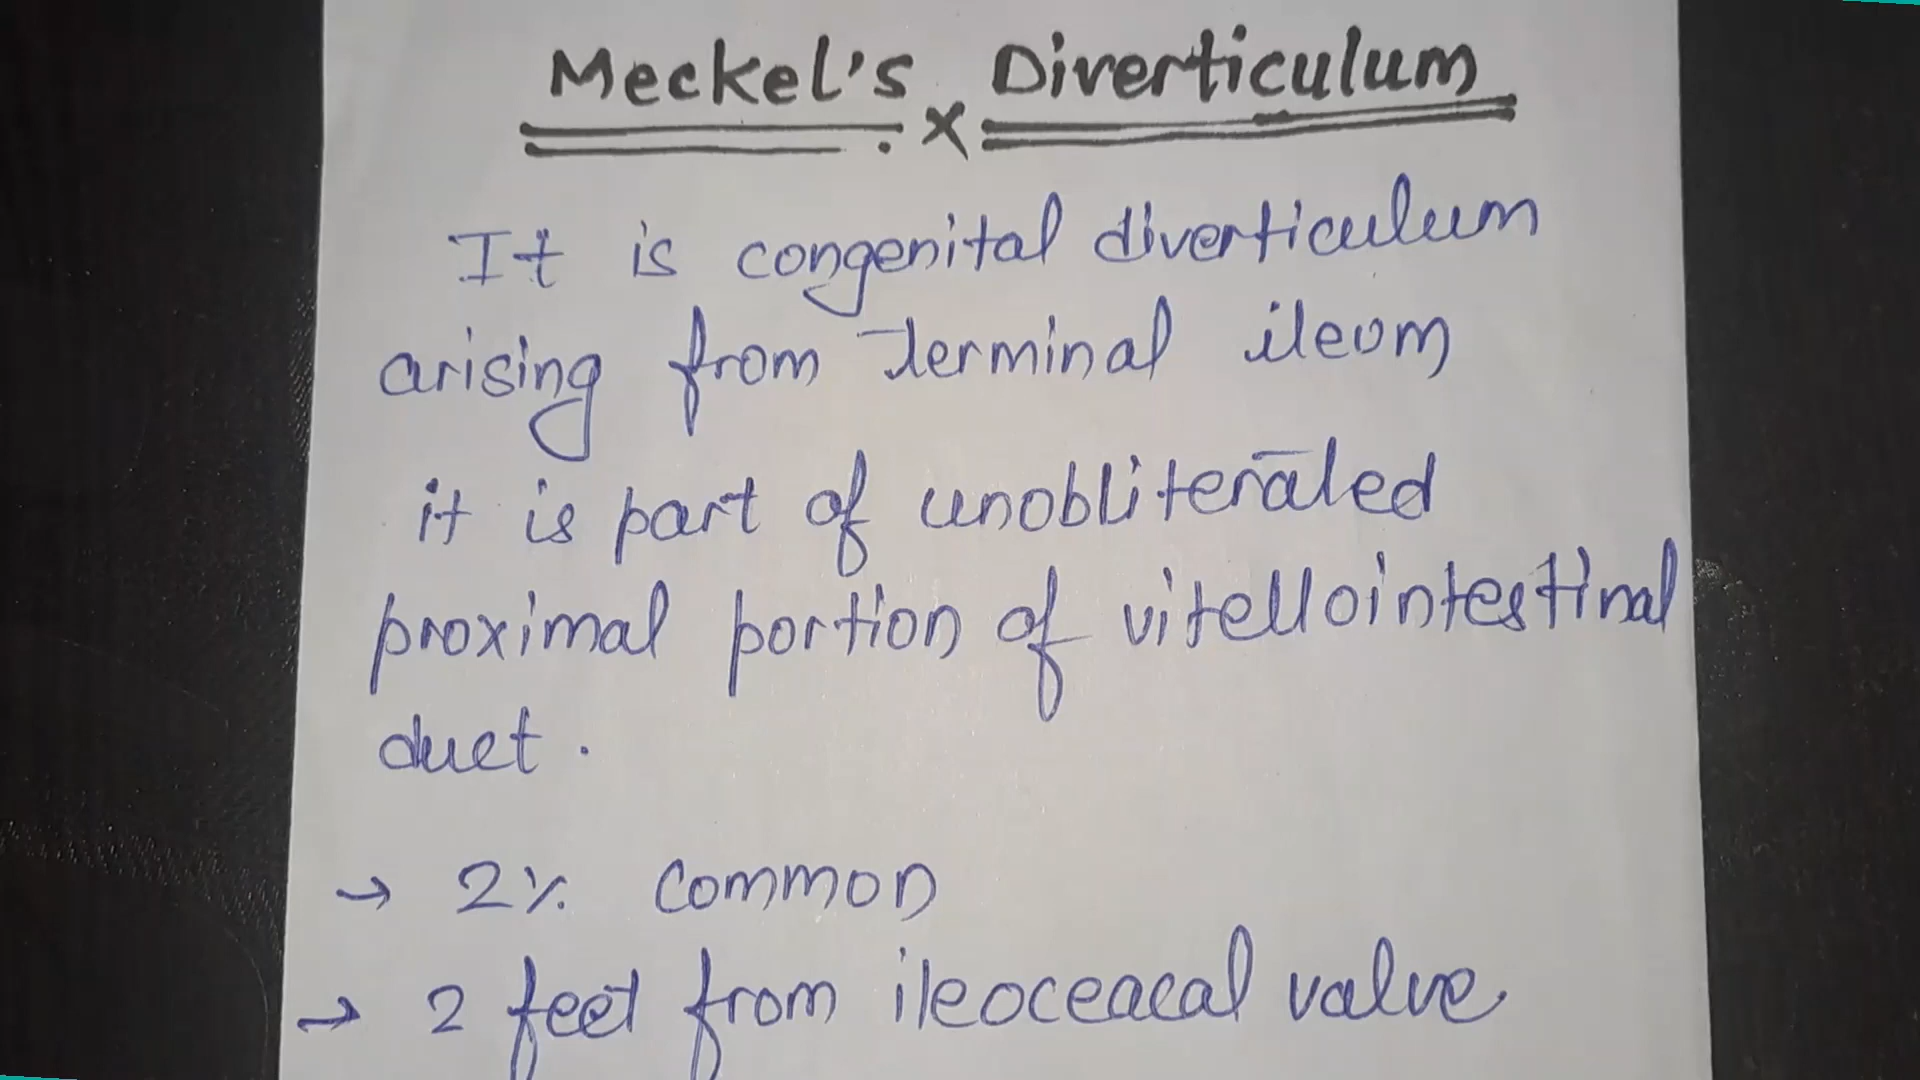 Meckel's Diverticulum
It is congenital diverticulum
arising from terminal ileum
it is part of unobliterated
proximal portion of vitellointestinal
duct.
→ 2% common
→ 2 feet from ileoceacal valve